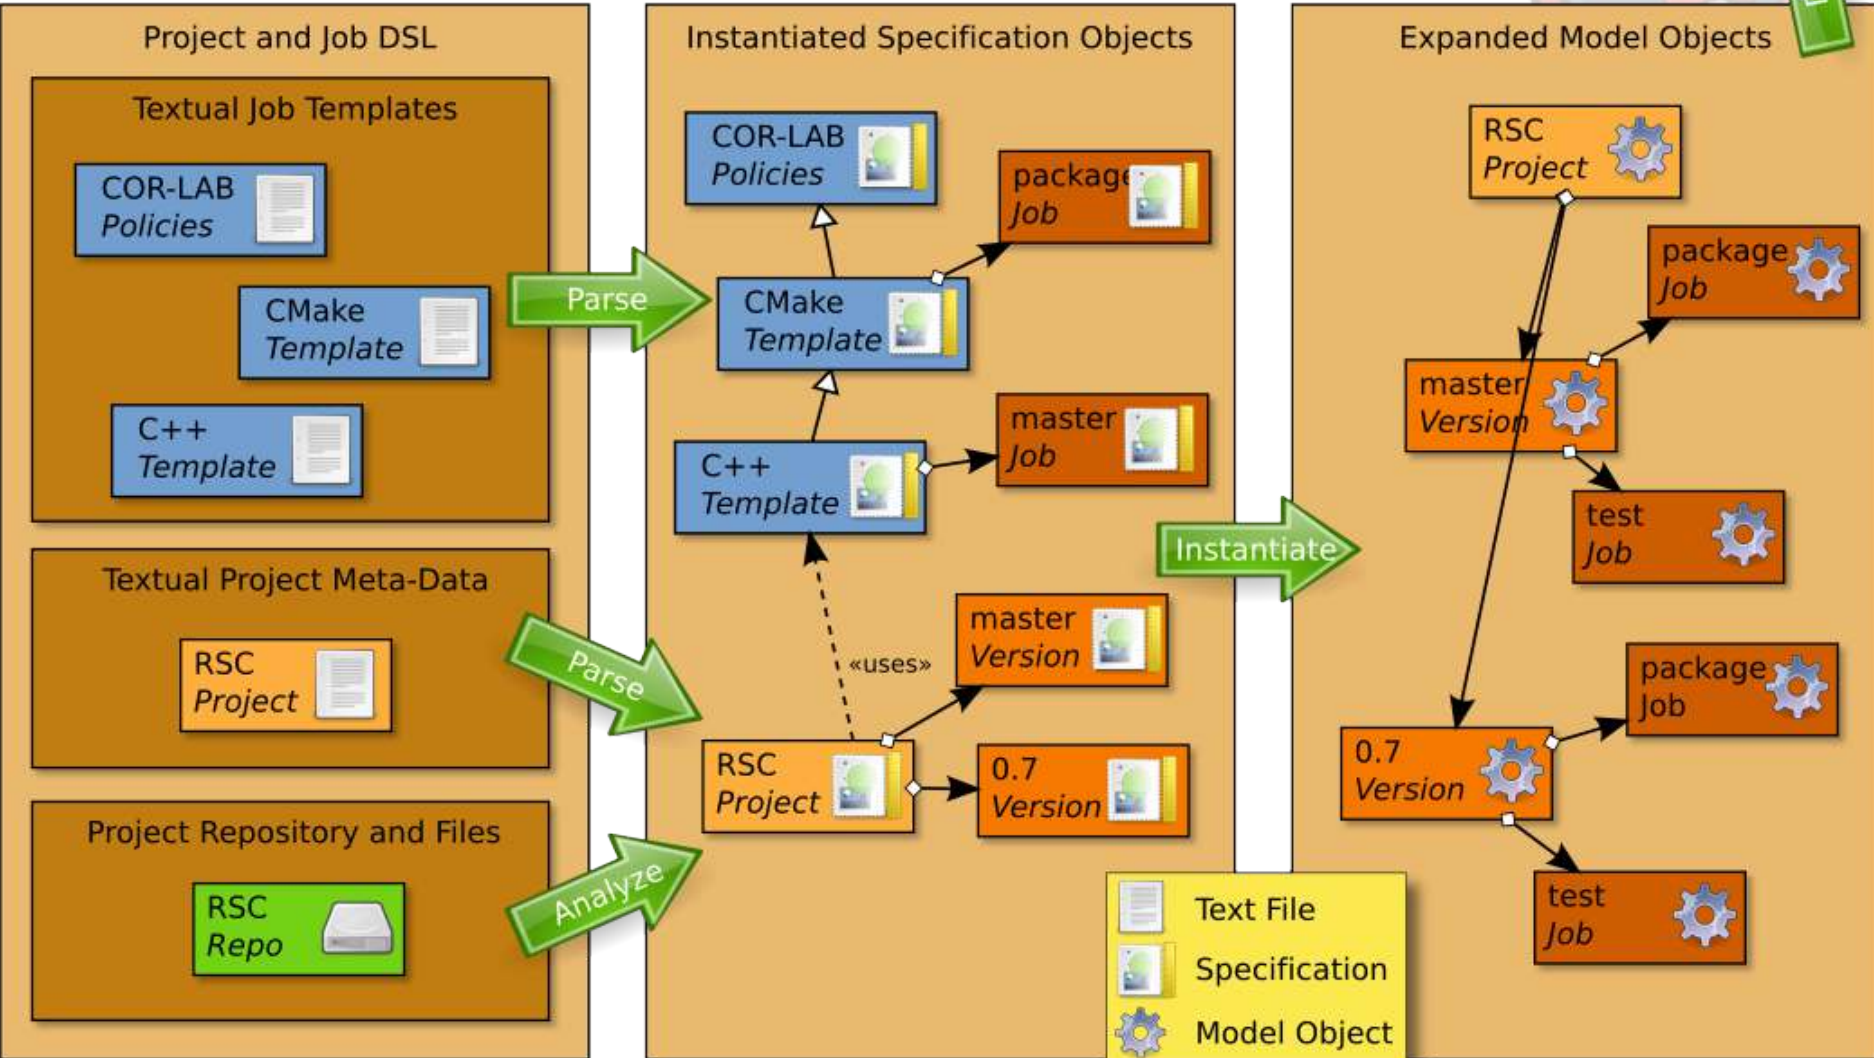 Project and Job DSL
Textual Job Templates
COR-LAB
Policies
CMake
Template
C++
Template
Textual Project Meta-Data
RSC
Project
Project Repository and Files
RSC
Repo
Parse
Parse
Analyze
Instantiated Specification Objects
COR-LAB
Policies
package
Job
CMake
Template
master
Job
C++
Template
master
Version
«uses»
RSC
Project
0.7
Version
Instantiate
Expanded Model Objects
RSC
Project
package
Job
master
Version
test
Job
package
Job
0.7
Version
test
Job
Text File
Specification
Model Object